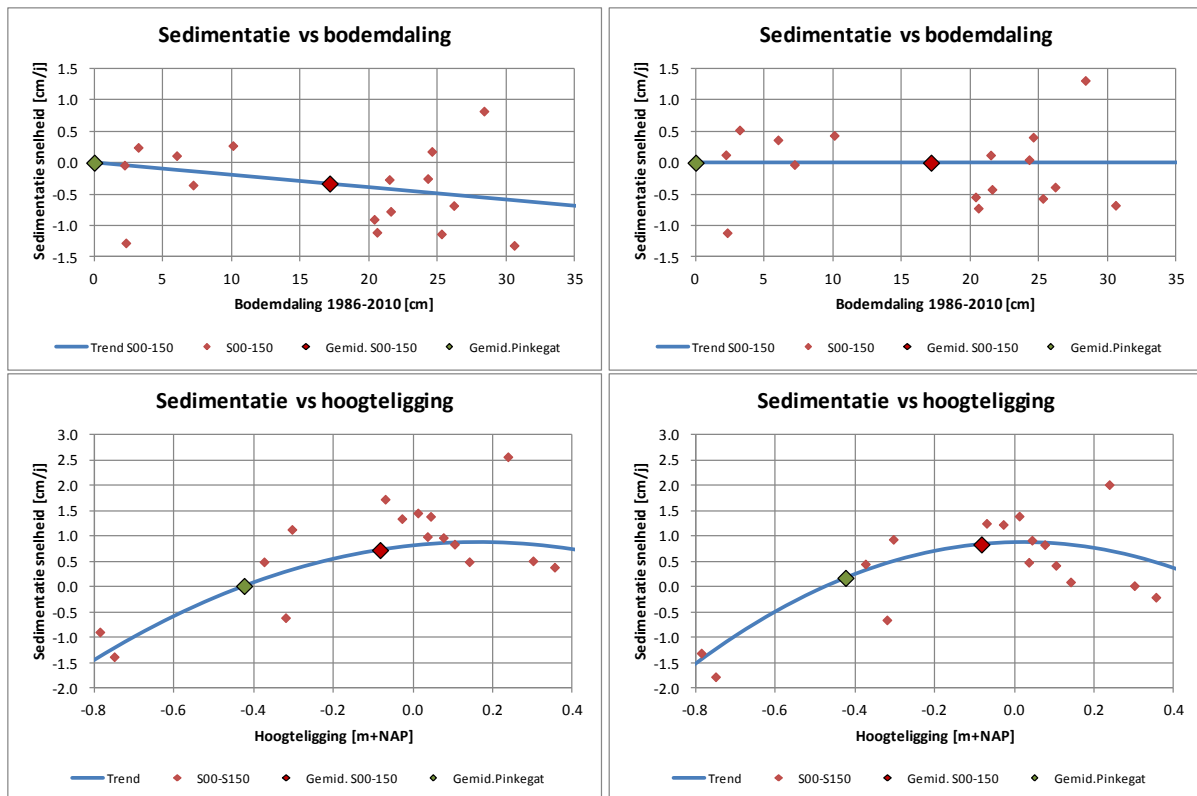 Sedimentatie vs bodemdaling
Sedimentatie snelheid [cm/j]
1.5
1.0
0.5
0.0
-0.5
-1.0
-1.5
0 5 10 15 20 25 30 35
Bodemdaling 1986-2010 [cm]
Trend S00-150 S00-150 Gemid. S00-150 Gemid.Pinkegat
Sedimentatie vs bodemdaling
Sedimentatie snelheid [cm/j]
1.5
1.0
0.5
0.0
-0.5
-1.0
-1.5
0 5 10 15 20 25 30 35
Bodemdaling 1986-2010 [cm]
Trend S00-150 S00-150 Gemid. S00-150 Gemid.Pinkegat
Sedimentatie vs hoogteligging
Sedimentatie snelheid [cm/j]
3.0
2.5
2.0
1.5
1.0
0.5
0.0
-0.5
-1.0
-1.5
-2.0
-0.8 -0.6 -0.4 -0.2 0.0 0.2 0.4
Hoogteligging [m+NAP]
Trend S00-S150 Gemid. S00-150 Gemid.Pinkegat
Sedimentatie vs hoogteligging
Sedimentatie snelheid [cm/j]
3.0
2.5
2.0
1.5
1.0
0.5
0.0
-0.5
-1.0
-1.5
-2.0
-0.8 -0.6 -0.4 -0.2 0.0 0.2 0.4
Hoogteligging [m+NAP]
Trend S00-S150 Gemid. S00-150 Gemid.Pinkegat